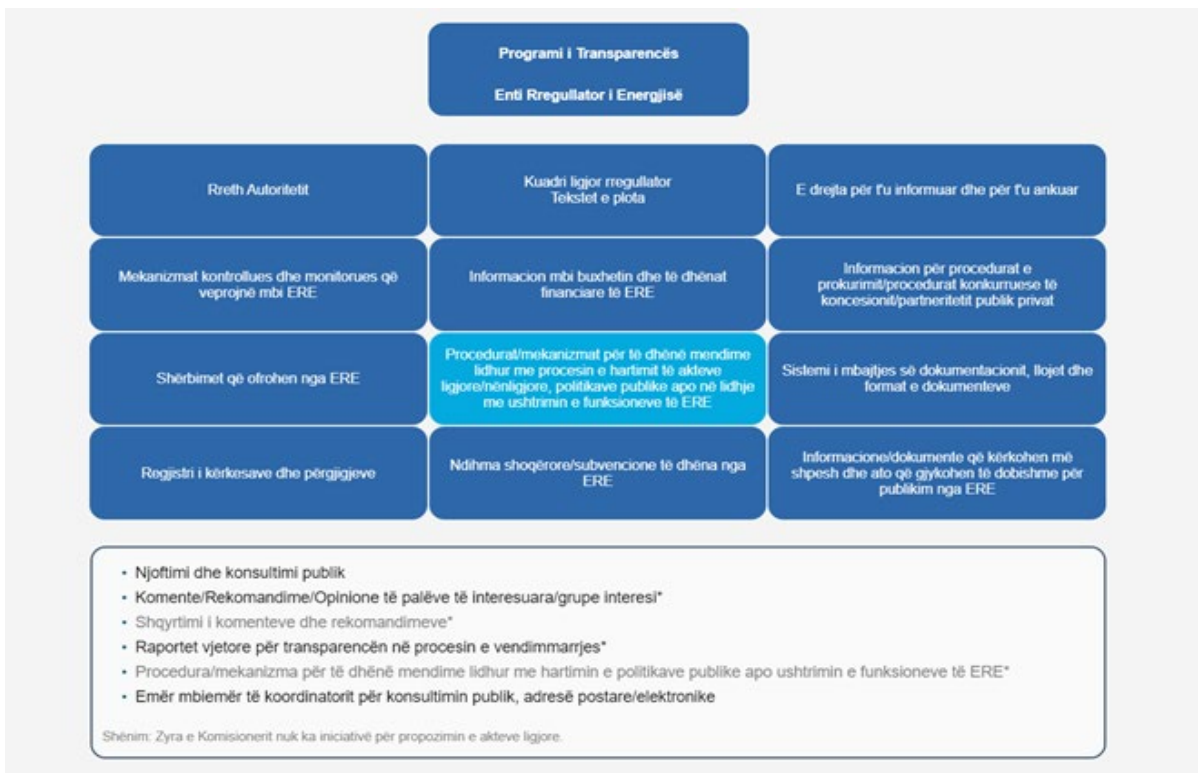 Programi i Transparencës
Enti Rregullator i Energjisë
Rreth Autoritetit
Kuadri ligjor rregullator
Tekstet e plota
E drejta për t'u informuar dhe për t'u ankuar
Mekanizmat kontrollues dhe monitorues që
veprojnë mbi ERE
Informacion mbi buxhetin dhe të dhënat
financiare të ERE
Informacion për procedurat e
prokurimit/procedurat konkurruese të
koncesionit/partneritetit publik privat
Shërbimet që ofrohen nga ERE
Procedurat/mekanizmat për të dhënë mendime
lidhur me procesin e hartimit të akteve
ligjore/nënligjore, politikave publike apo në lidhje
me ushtrimin e funksioneve të ERE
Sistemi i mbajtjes së dokumentacionit, llojet dhe
format e dokumenteve
Regjistri i kërkesave dhe përgjigjeve
Ndihma shoqërore/subvencione të dhëna nga
ERE
Informacione/dokumente që kërkohen më
shpesh dhe ato që gjykohen të dobishme për
publikim nga ERE
• Njoftimi dhe konsultimi publik
• Komente/Rekomandime/Opinione të palëve të interesuara/grupe interesi*
• Shqyrtimi i komenteve dhe rekomandimeve*
• Raportet vjetore për transparencën në procesin e vendimmarrjes*
• Procedura/mekanizma për të dhënë mendime lidhur me hartimin e politikave publike apo ushtrimin e funksioneve të ERE*
• Emër mbiemër të koordinatorit për konsultimin publik, adresë postare/elektronike
Shënim: Zyra e Komisionerit nuk ka iniciativë për propozimin e akteve ligjore.